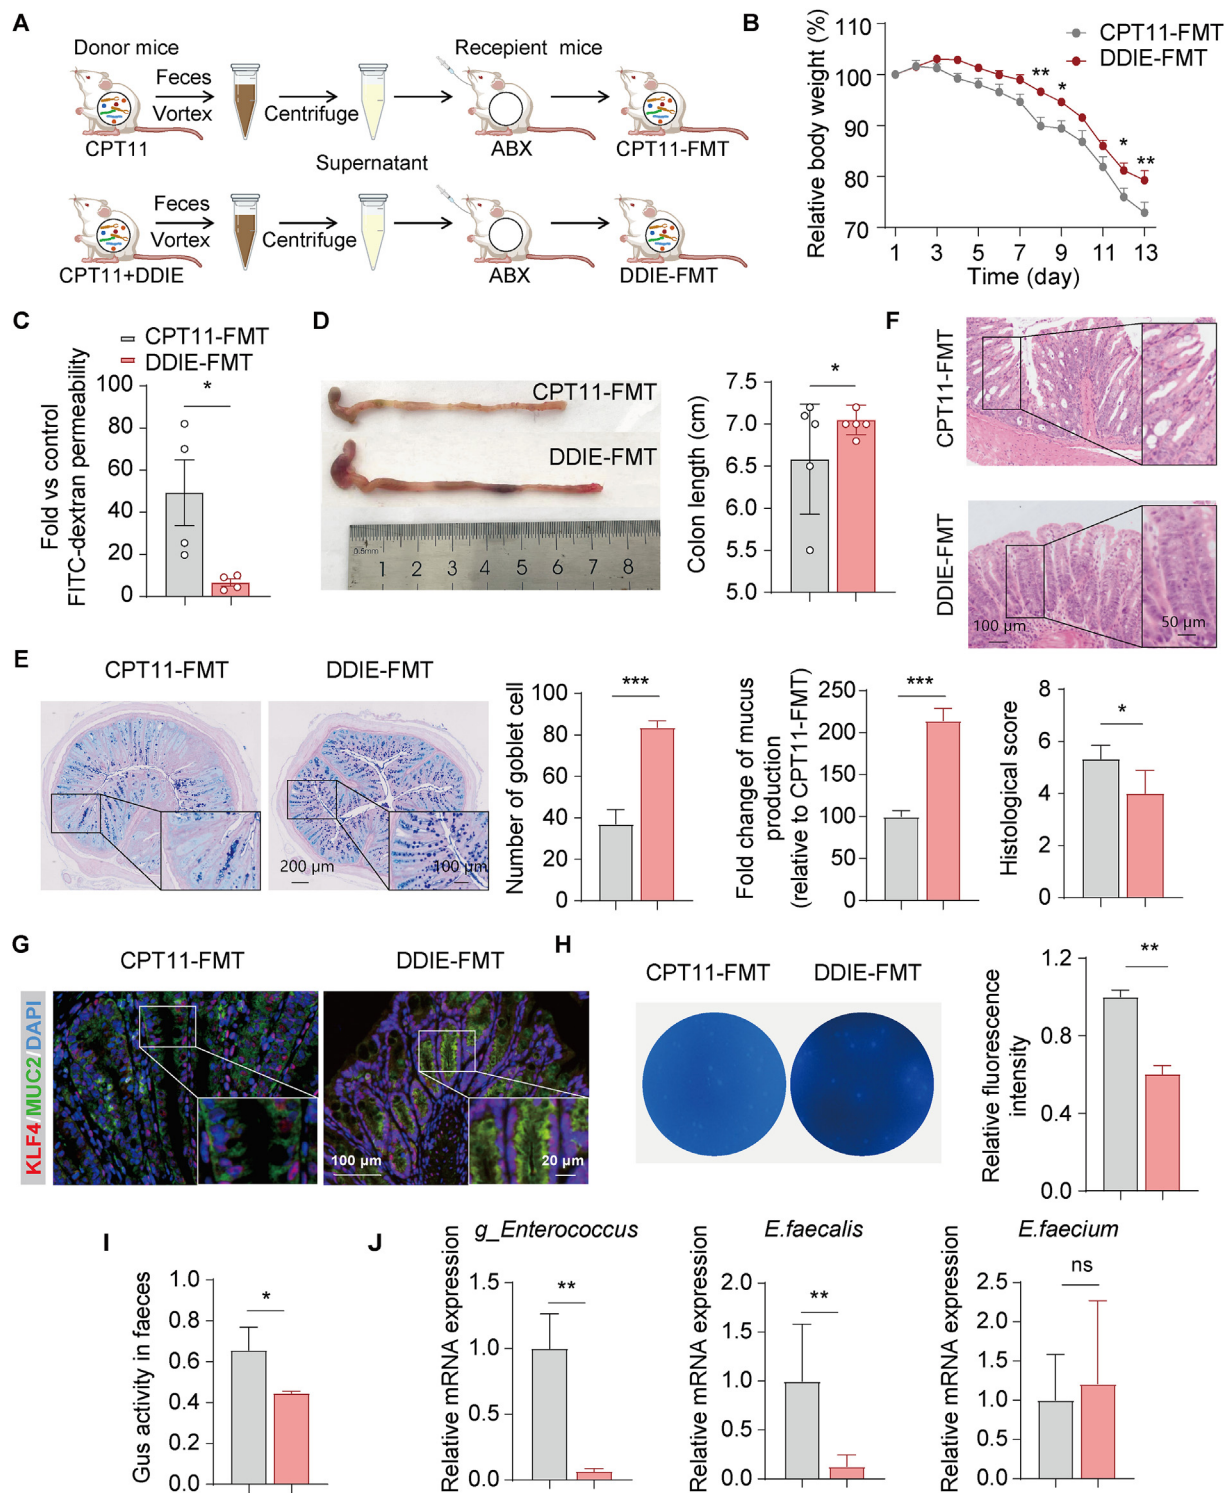 A
Donor mice
Recepient mice
Feces
Vortex
Centrifuge
CPT11
ABX
CPT11-FMT
Supernatant
Feces
Vortex
Centrifuge
CPT11+DDIE
ABX
DDIE-FMT
B
CPT11-FMT
DDIE-FMT
Relative body weight (%)
110
100
90
80
70
** * * **
1 3 5 7 9 11 13
Time (day)
C
CPT11-FMT
DDIE-FMT
Fold vs control
FITC-dextran permeability
100
80
60
40
20
0
*
D
CPT11-FMT
DDIE-FMT
0.5mm
1 2 3 4 5 6 7 8
Colon length (cm)
7.5
7.0
6.5
6.0
5.5
5.0
*
F
CPT11-FMT
DDIE-FMT
100 µm
50 µm
Histological score
8
6
4
2
0
*
E
CPT11-FMT
DDIE-FMT
200 µm
100 µm
Number of goblet cell
100
80
60
40
20
0
***
Fold change of mucus
production
(relative to CPT11-FMT)
250
200
150
100
50
0
***
G
CPT11-FMT
DDIE-FMT
KLF4/MUC2/DAPI
100 µm
20 µm
H
CPT11-FMT
DDIE-FMT
Relative fluorescence
intensity
1.2
0.8
0.4
0.0
**
I
Gus activity in faeces
1.0
0.8
0.6
0.4
0.2
0.0
*
J
g_Enterococcus
Relative mRNA expression
1.5
1.0
0.5
0.0
**
E.faecalis
Relative mRNA expression
2.0
1.5
1.0
0.5
0.0
**
E.faecium
Relative mRNA expression
2.5
2.0
1.5
1.0
0.5
0.0
ns